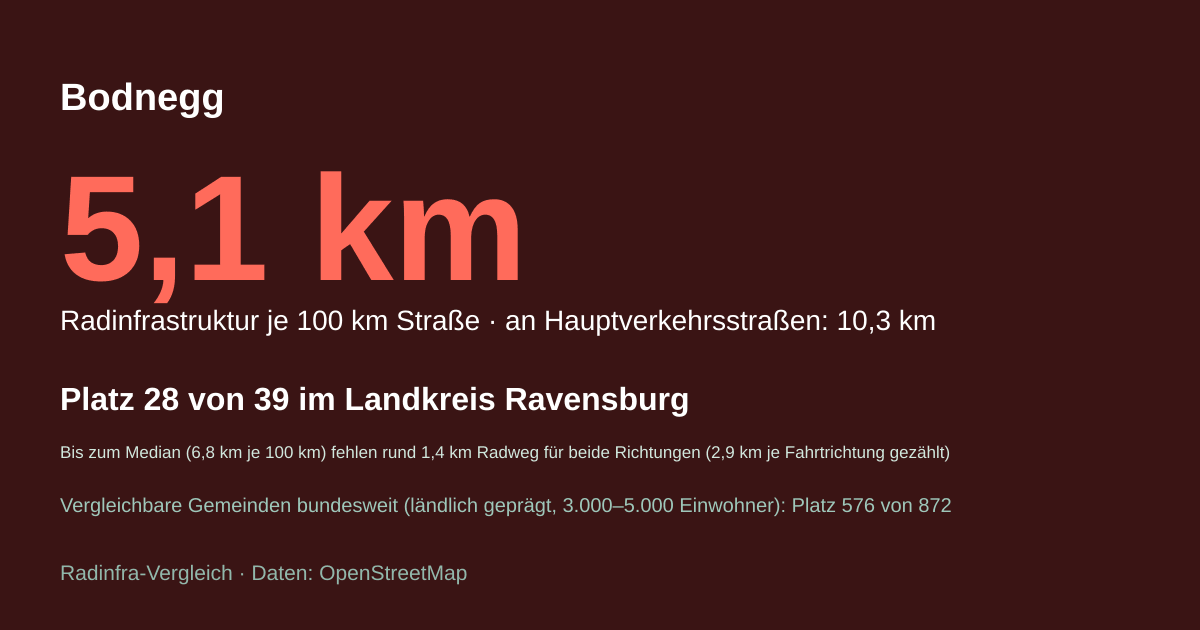 Bodnegg
5,1 km
Radinfrastruktur je 100 km Straße · an Hauptverkehrsstraßen: 10,3 km
Platz 28 von 39 im Landkreis Ravensburg
Bis zum Median (6,8 km je 100 km) fehlen rund 1,4 km Radweg für beide Richtungen (2,9 km je Fahrtrichtung gezählt)
Vergleichbare Gemeinden bundesweit (ländlich geprägt, 3.000–5.000 Einwohner): Platz 576 von 872
Radinfra-Vergleich · Daten: OpenStreetMap